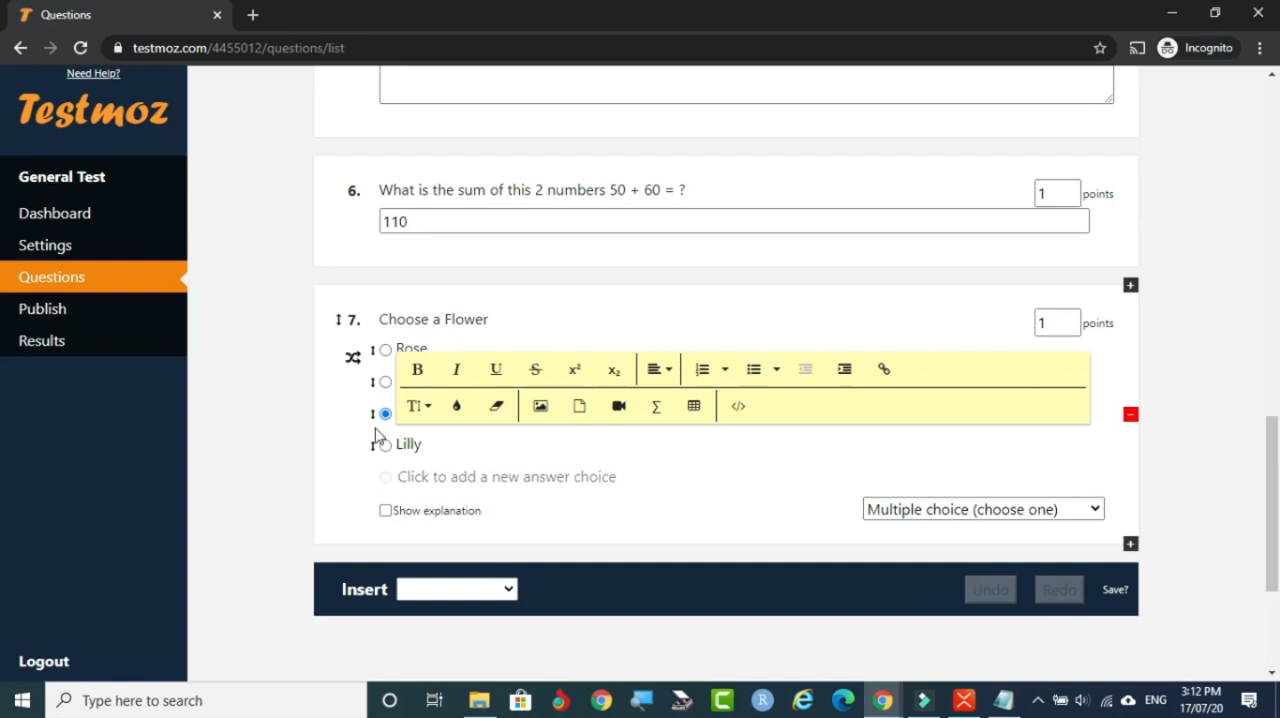 Questions
testmoz.com/4455012/questions/list
Incognito
Need Help?
Testmoz
General Test
Dashboard
Settings
Questions
Publish
Results
Logout
6. What is the sum of this 2 numbers 50 + 60 = ?
1 points
110
7. Choose a Flower
1 points
Rose
B I U S x² x₂
Lilly
Click to add a new answer choice
Show explanation
Multiple choice (choose one)
Insert
Undo Redo Save?
Type here to search
ENG
3:12 PM
17/07/20